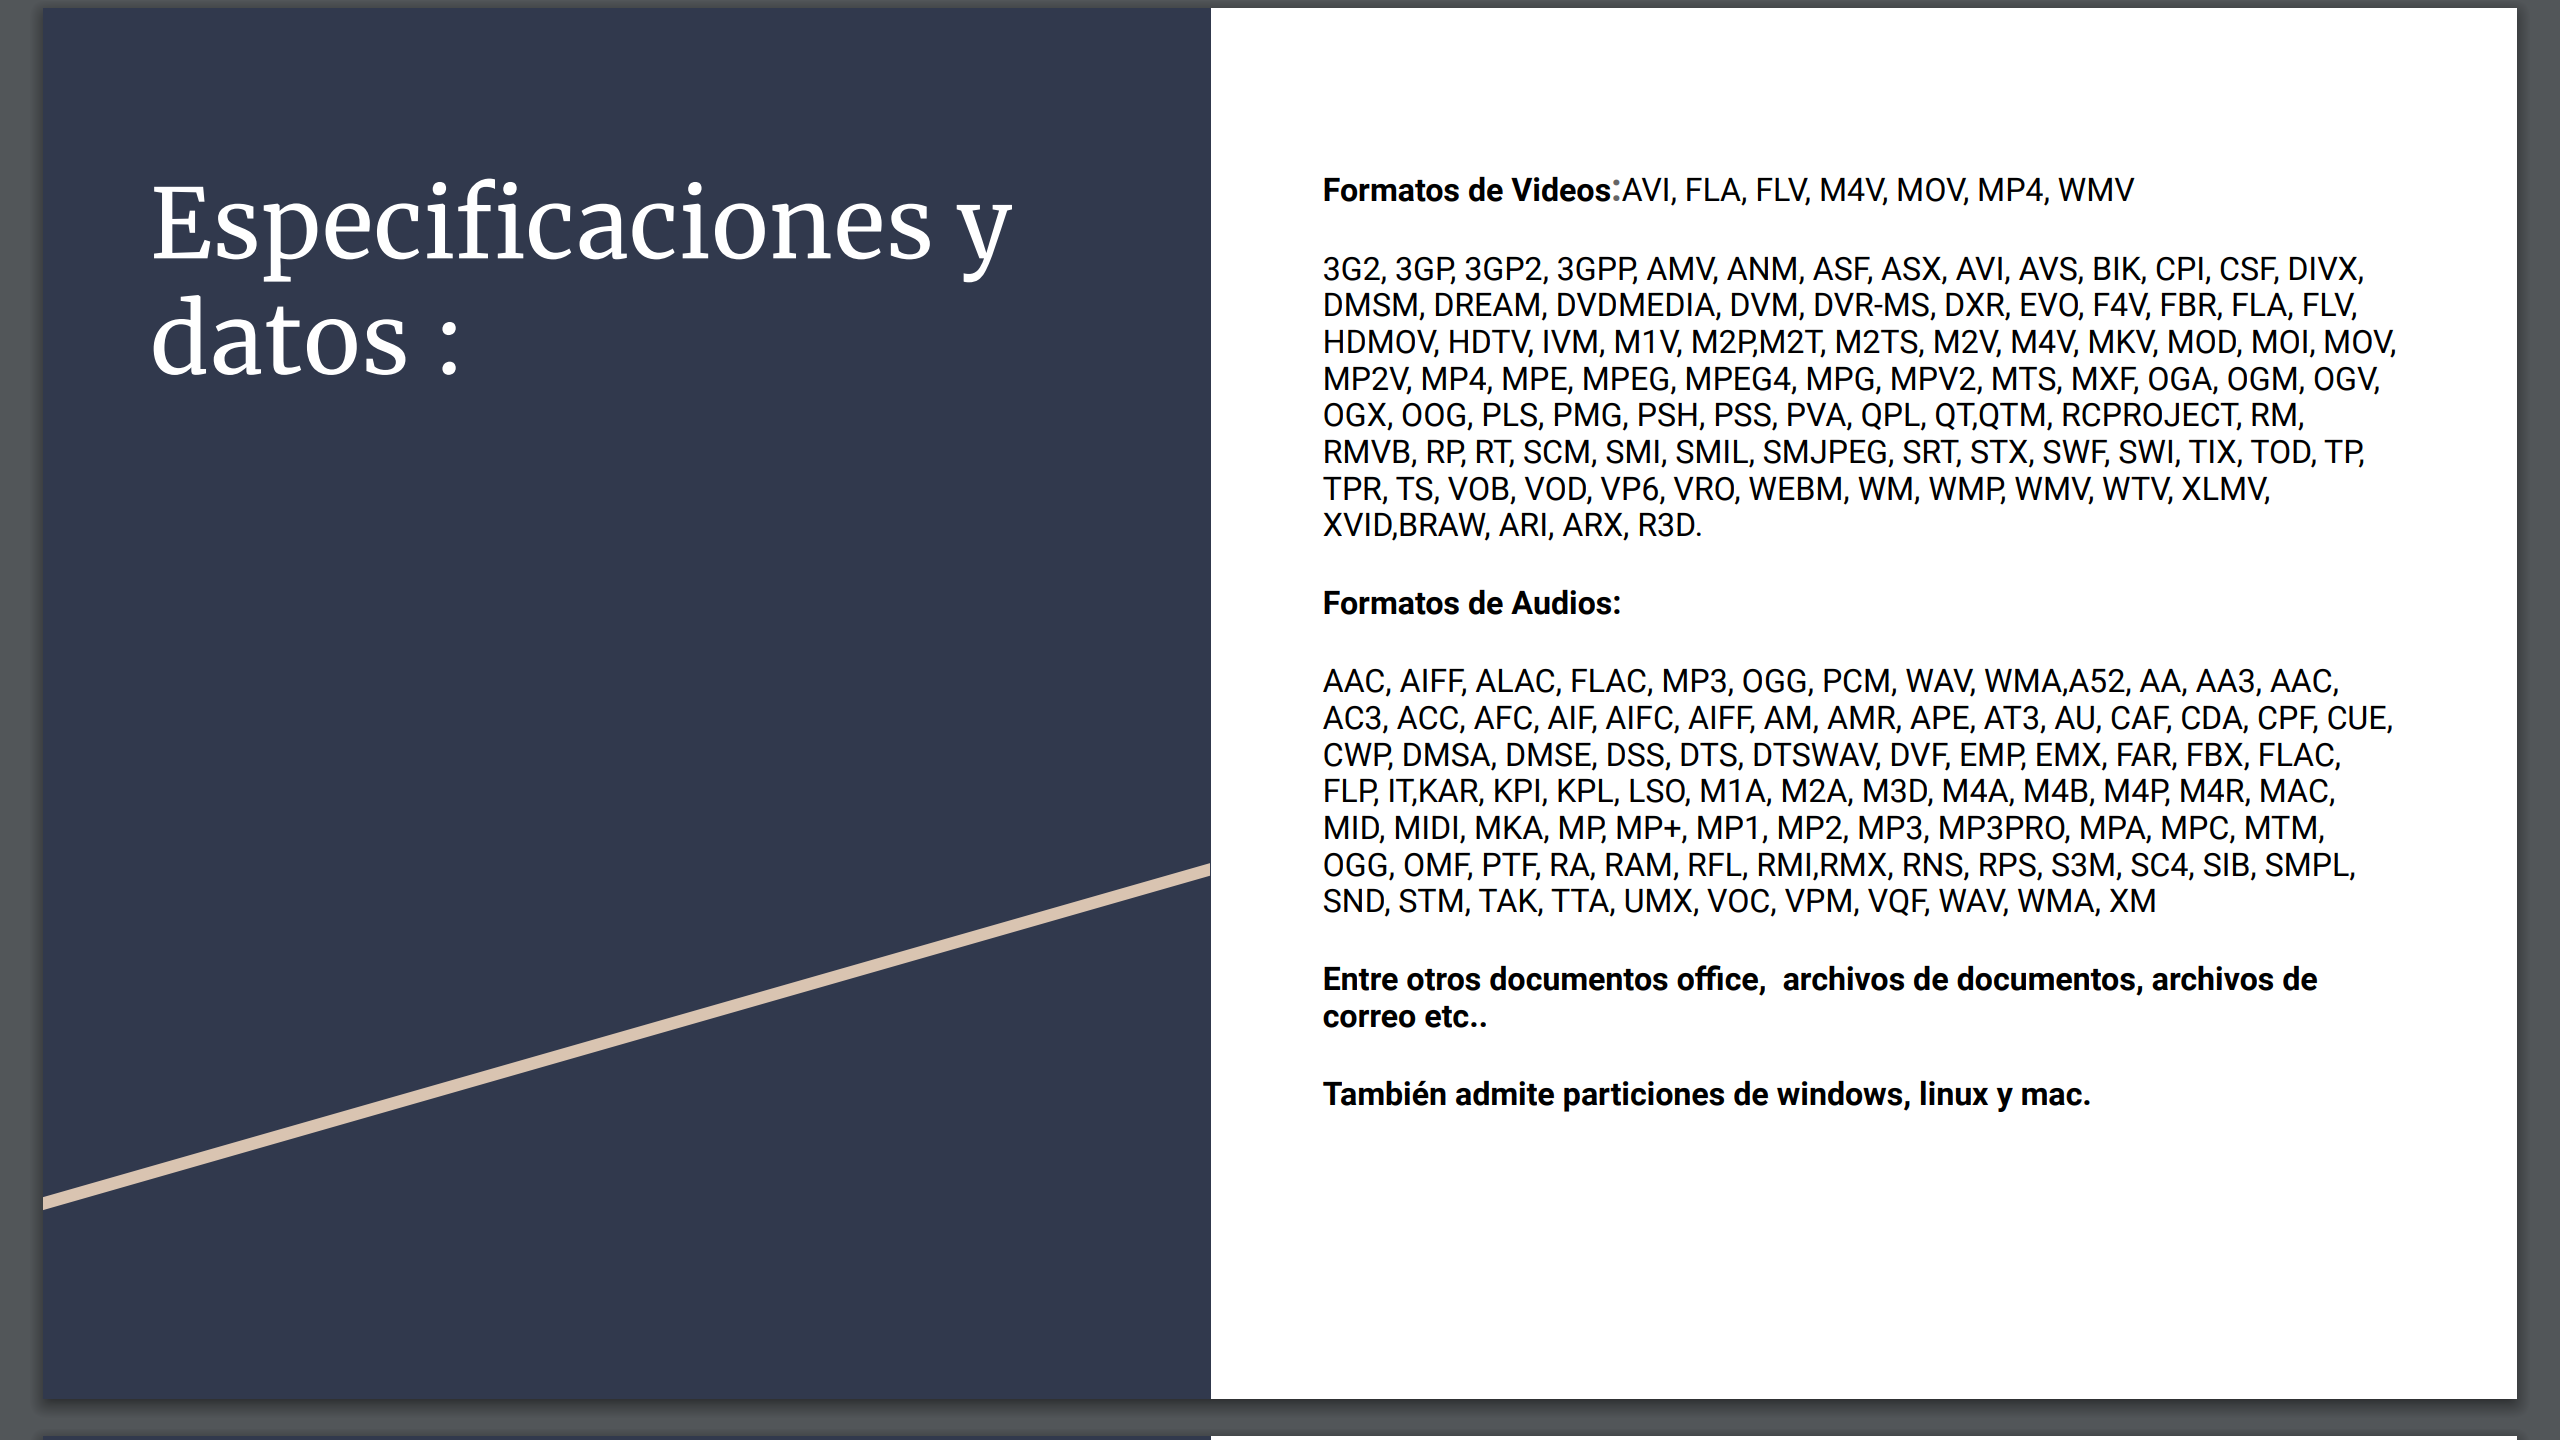 Especificaciones y
datos :
Formatos de Videos:AVI, FLA, FLV, M4V, MOV, MP4, WMV
3G2, 3GP, 3GP2, 3GPP, AMV, ANM, ASF, ASX, AVI, AVS, BIK, CPI, CSF, DIVX,
DMSM, DREAM, DVDMEDIA, DVM, DVR-MS, DXR, EVO, F4V, FBR, FLA, FLV,
HDMOV, HDTV, IVM, M1V, M2P,M2T, M2TS, M2V, M4V, MKV, MOD, MOI, MOV,
MP2V, MP4, MPE, MPEG, MPEG4, MPG, MPV2, MTS, MXF, OGA, OGM, OGV,
OGX, OOG, PLS, PMG, PSH, PSS, PVA, QPL, QT,QTM, RCPROJECT, RM,
RMVB, RP, RT, SCM, SMI, SMIL, SMJPEG, SRT, STX, SWF, SWI, TIX, TOD, TP,
TPR, TS, VOB, VOD, VP6, VRO, WEBM, WM, WMP, WMV, WTV, XLMV,
XVID,BRAW, ARI, ARX, R3D.
Formatos de Audios:
AAC, AIFF, ALAC, FLAC, MP3, OGG, PCM, WAV, WMA,A52, AA, AA3, AAC,
AC3, ACC, AFC, AIF, AIFC, AIFF, AM, AMR, APE, AT3, AU, CAF, CDA, CPF, CUE,
CWP, DMSA, DMSE, DSS, DTS, DTSWAV, DVF, EMP, EMX, FAR, FBX, FLAC,
FLP, IT,KAR, KPI, KPL, LSO, M1A, M2A, M3D, M4A, M4B, M4P, M4R, MAC,
MID, MIDI, MKA, MP, MP+, MP1, MP2, MP3, MP3PRO, MPA, MPC, MTM,
OGG, OMF, PTF, RA, RAM, RFL, RMI,RMX, RNS, RPS, S3M, SC4, SIB, SMPL,
SND, STM, TAK, TTA, UMX, VOC, VPM, VQF, WAV, WMA, XM
Entre otros documentos office,  archivos de documentos, archivos de
correo etc..
También admite particiones de windows, linux y mac.